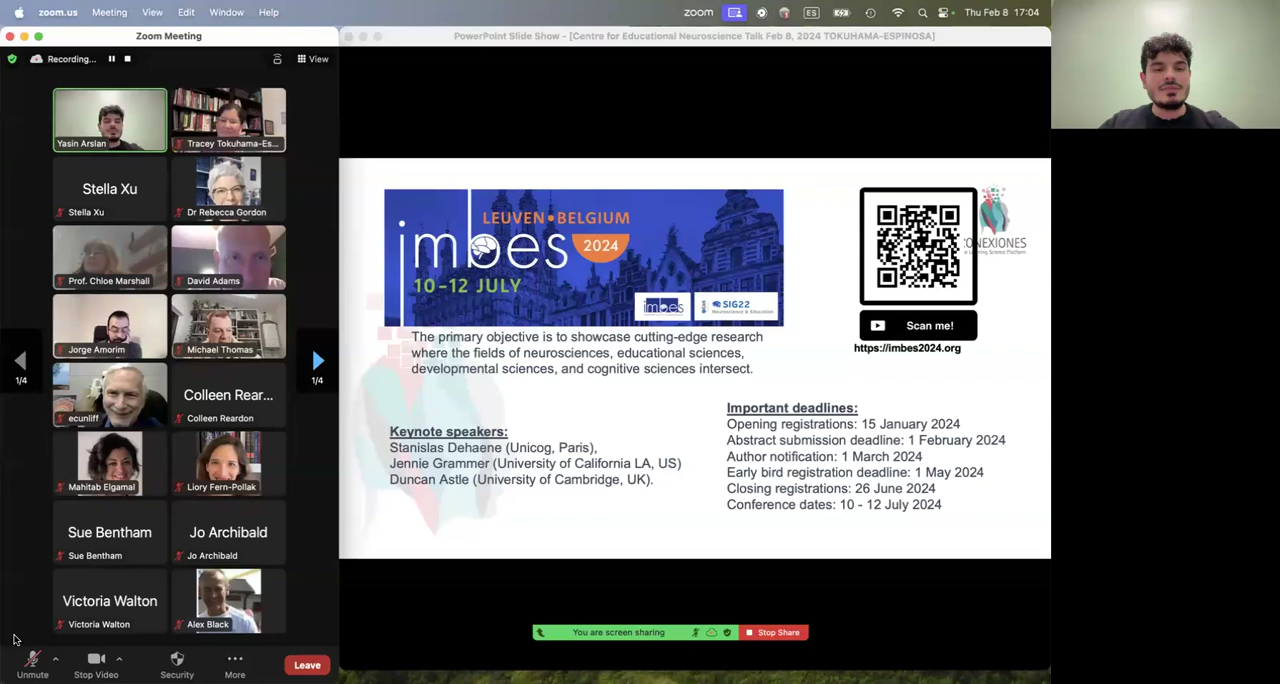 zoom.us Meeting View Edit Window Help
zoom ES Thu Feb 8 17:04
Zoom Meeting
PowerPoint Slide Show - [Centre for Educational Neuroscience Talk Feb 8, 2024 TOKUHAMA-ESPINOSA]
Recording...
View
Yasin Arslan
Tracey Tokuhama-Es...
Stella Xu
Stella Xu
Dr Rebecca Gordon
Prof. Chloe Marshall
David Adams
Jorge Amorim
Michael Thomas
1/4
1/4
ecunliff
Colleen Rear...
Colleen Reardon
Mahitab Elgamal
Liory Fern-Pollak
Sue Bentham
Sue Bentham
Jo Archibald
Jo Archibald
Victoria Walton
Victoria Walton
Alex Black
Unmute
Stop Video
Security
More
Leave
LEUVEN•BELGIUM
imbes 2024
10-12 JULY
imbes
SIG22
Neuroscience & Education
Scan me!
https://imbes2024.org
The primary objective is to showcase cutting-edge research
where the fields of neurosciences, educational sciences,
developmental sciences, and cognitive sciences intersect.
Keynote speakers:
Stanislas Dehaene (Unicog, Paris),
Jennie Grammer (University of California LA, US)
Duncan Astle (University of Cambridge, UK).
Important deadlines:
Opening registrations: 15 January 2024
Abstract submission deadline: 1 February 2024
Author notification: 1 March 2024
Early bird registration deadline: 1 May 2024
Closing registrations: 26 June 2024
Conference dates: 10 - 12 July 2024
You are screen sharing
Stop Share